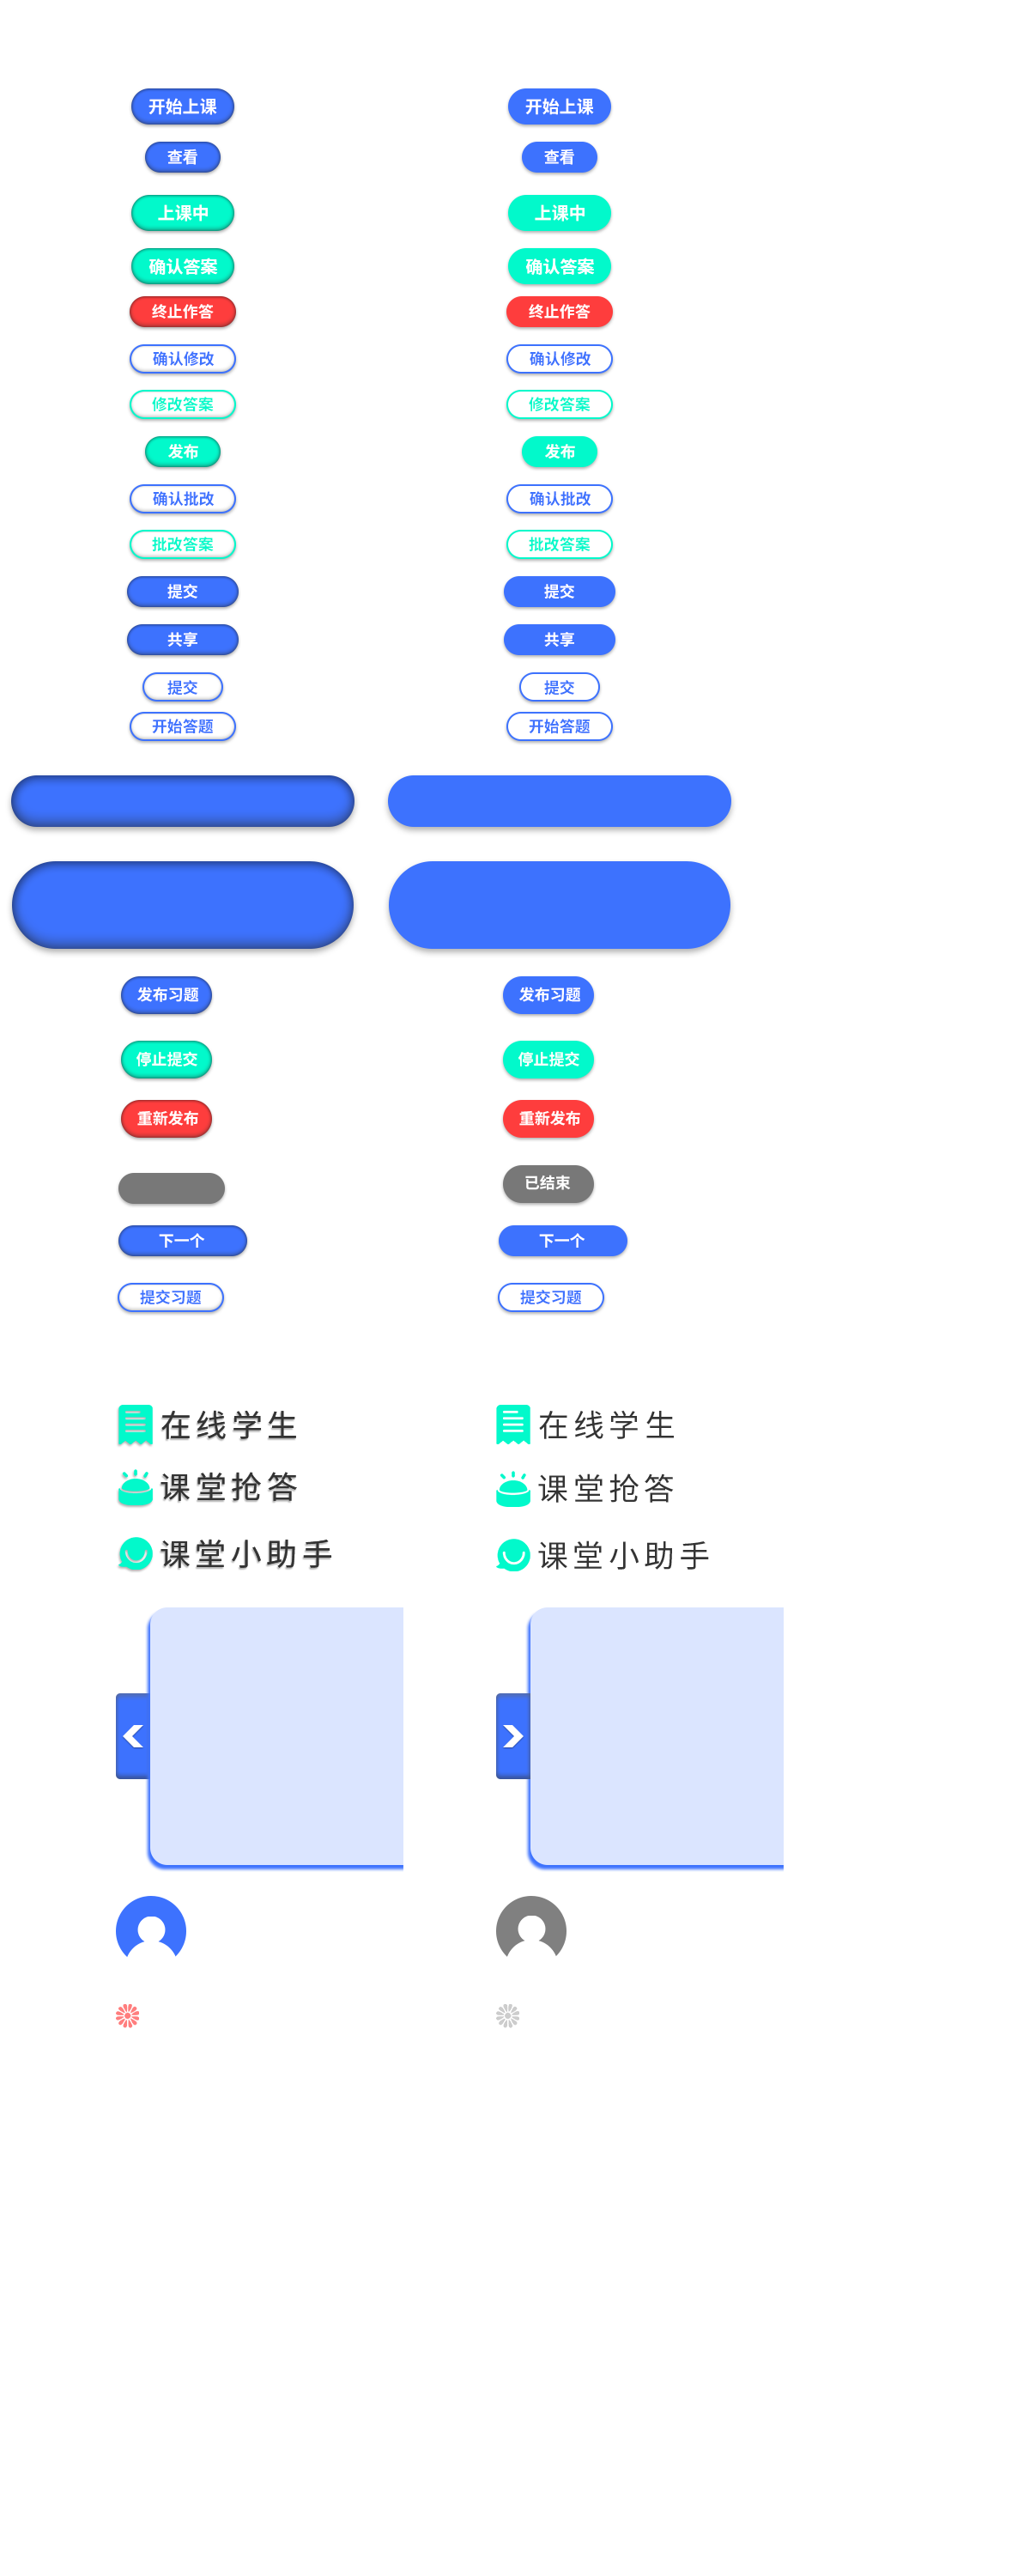 开始上课 开始上课
查看 查看
上课中 上课中
确认答案 确认答案
终止作答 终止作答
确认修改 确认修改
修改答案 修改答案
发布 发布
确认批改 确认批改
批改答案 批改答案
提交 提交
共享 共享
提交 提交
开始答题 开始答题
发布习题 发布习题
停止提交 停止提交
重新发布 重新发布
已结束
下一个 下一个
提交习题 提交习题
在线学生 在线学生
课堂抢答 课堂抢答
课堂小助手 课堂小助手